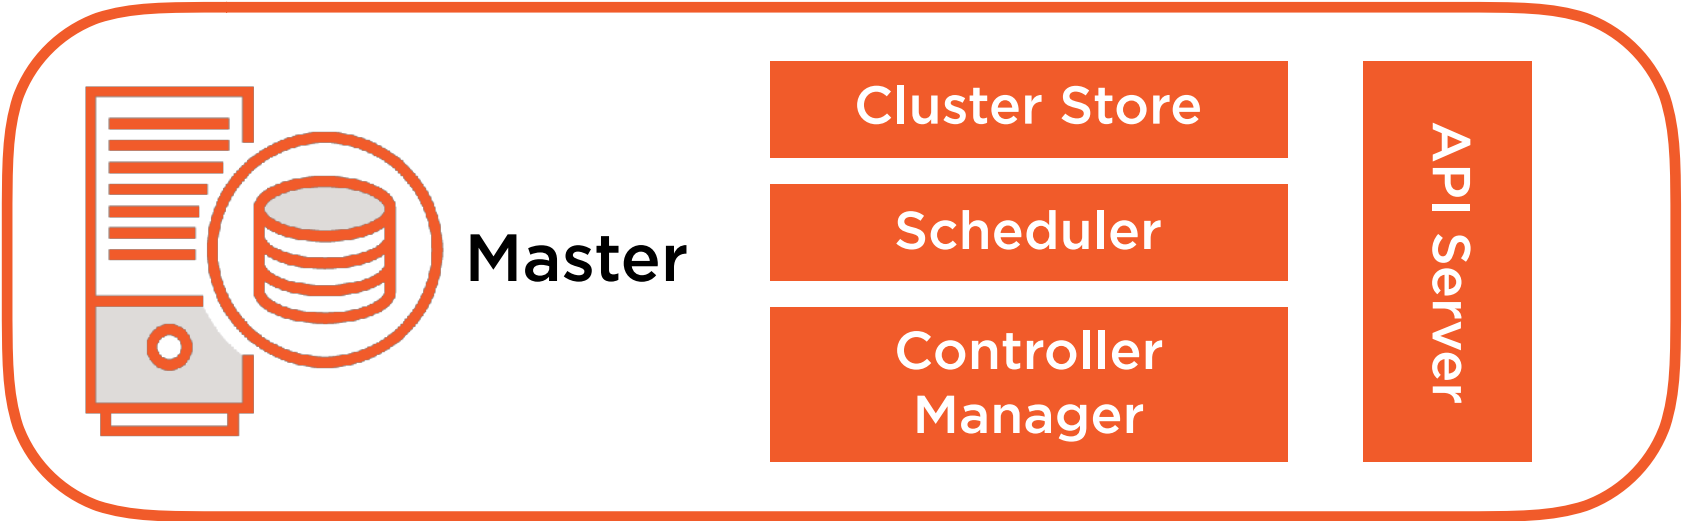 Master
Cluster Store
Scheduler
Controller
Manager
API Server